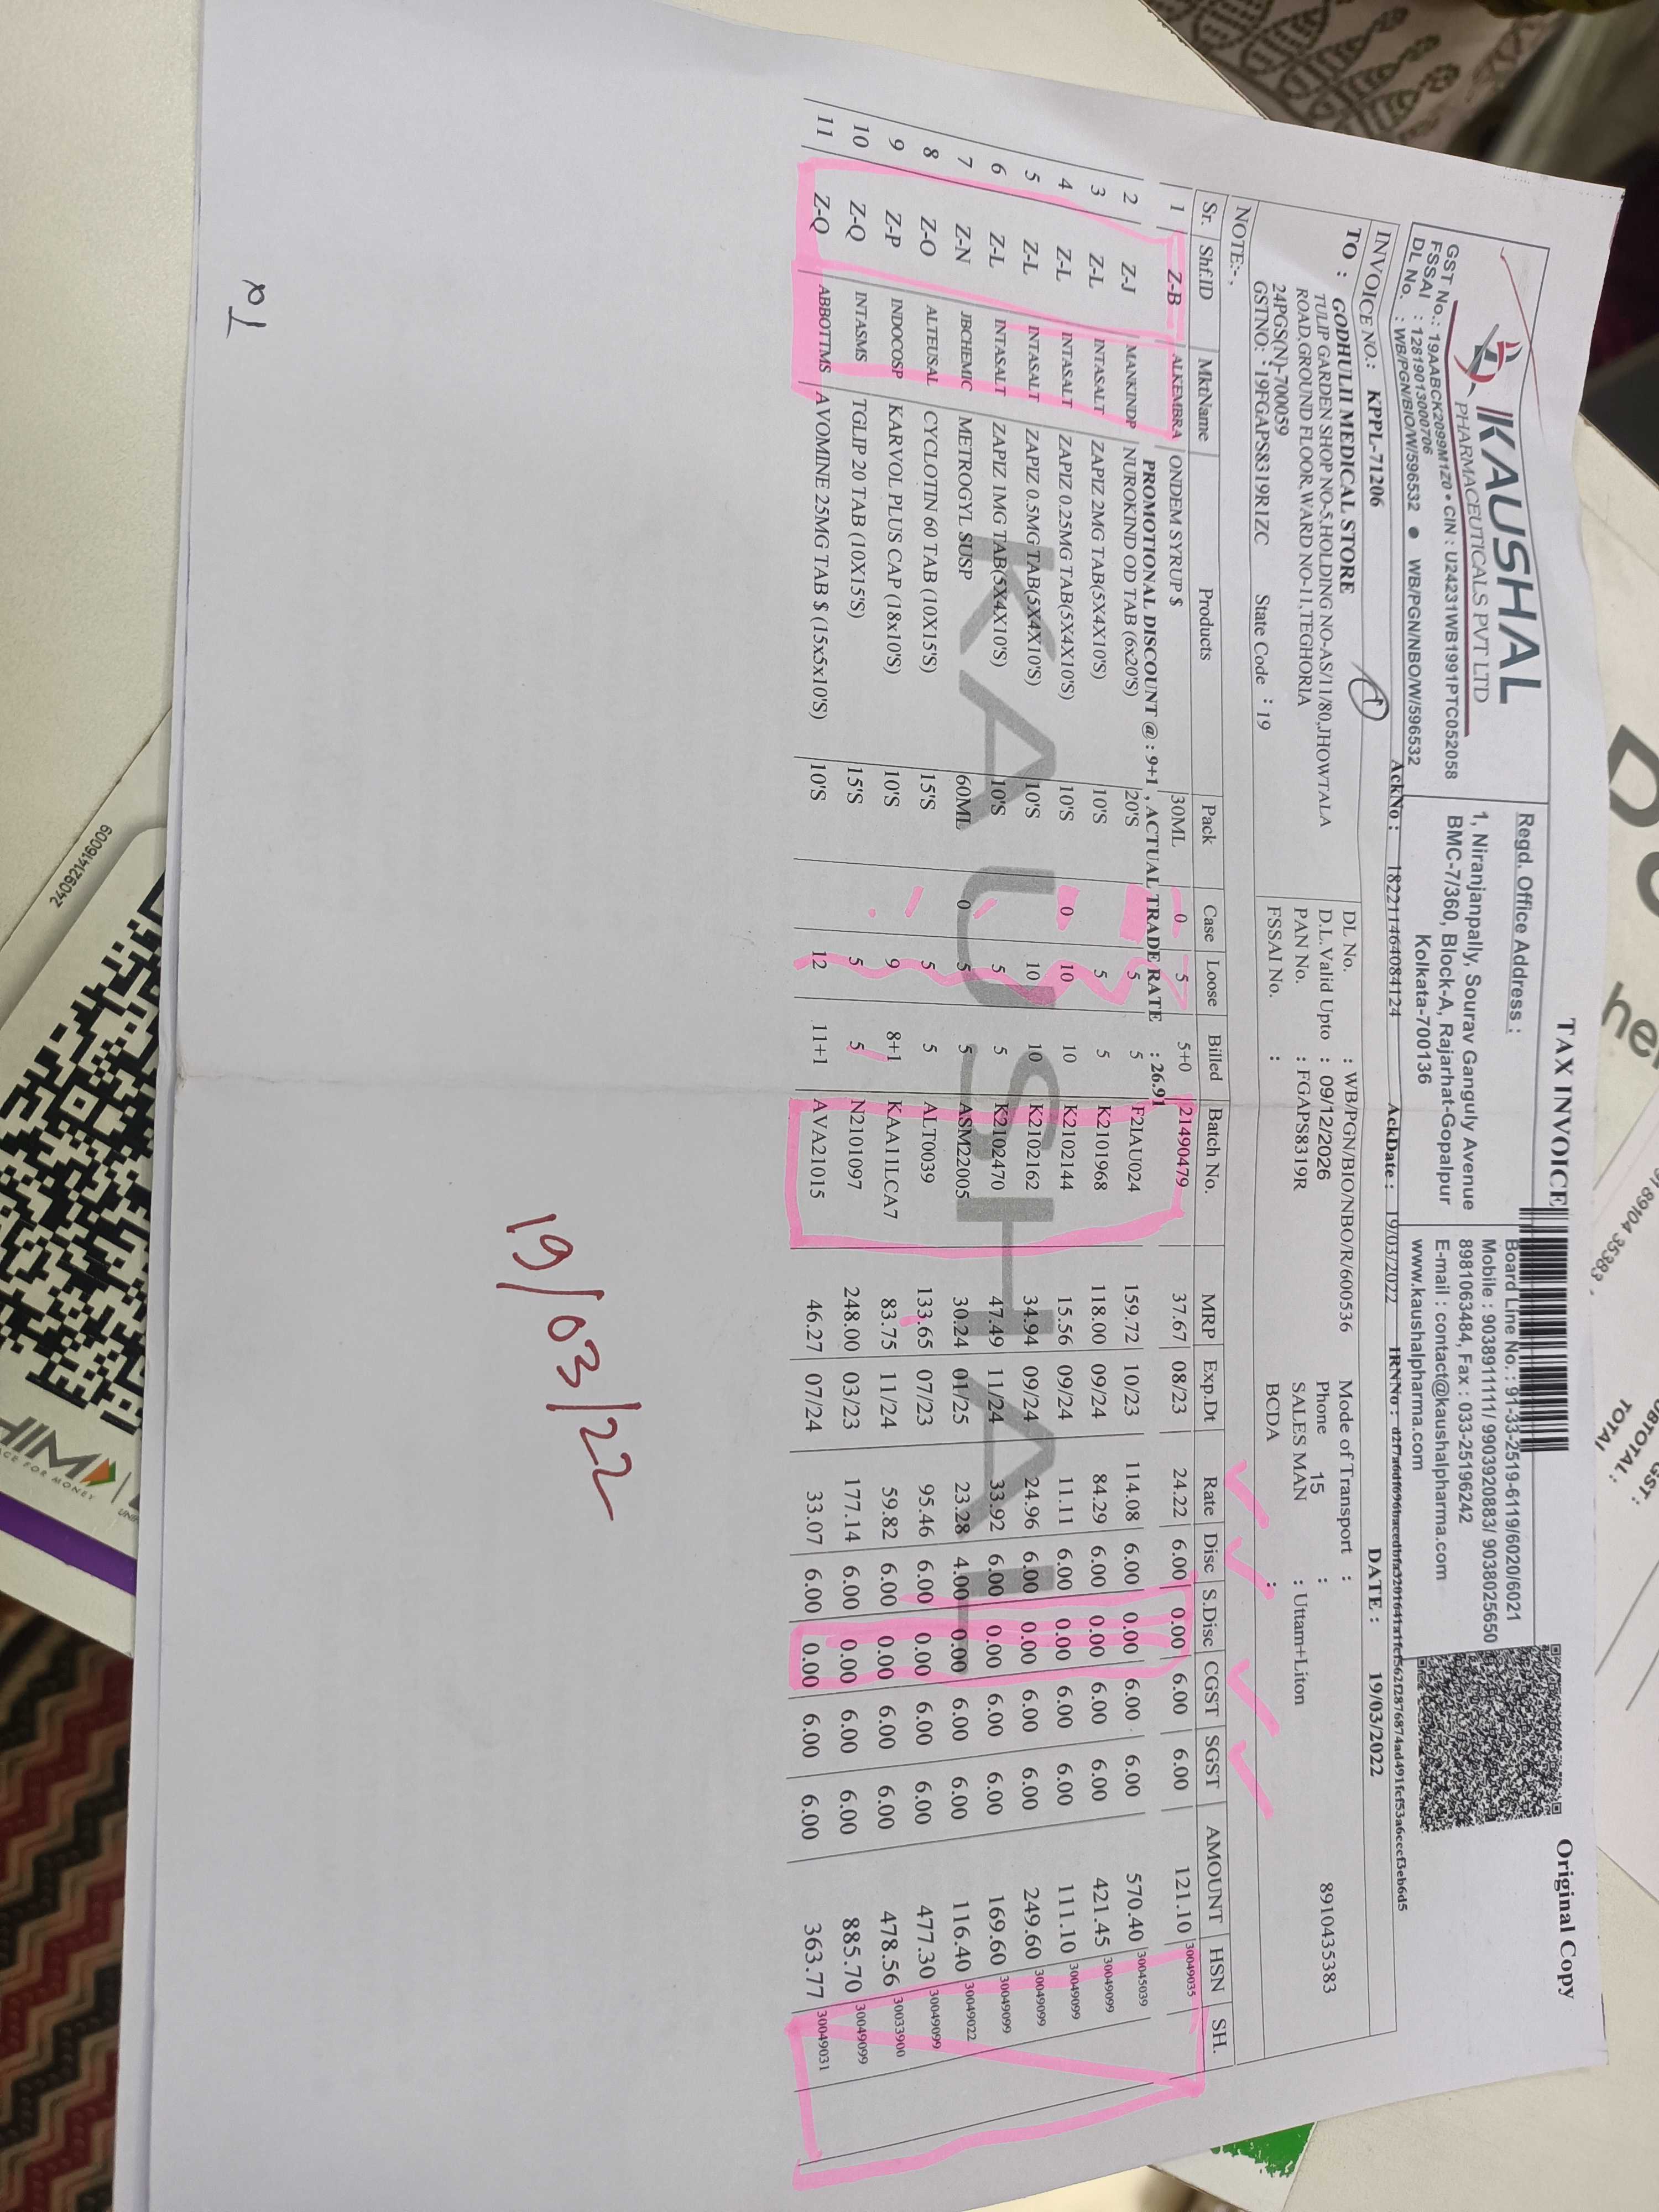 TAX INVOICE
Original Copy
KAUSHAL
PHARMACEUTICALS PVT LTD
GST No.: 19AABCK2099M1Z0 • CIN : U24231WB1991PTC052058
FSSAI : 12819013000706
DL No. : WB/PGN/BIO/W/596532 ● WB/PGN/NBO/W/596532
Regd. Office Address :
1, Niranjanpally, Sourav Ganguly Avenue
BMC-7/360, Block-A, Rajarhat-Gopalpur
Kolkata-700136
Board Line No. : 91-33-2519-6119/6020/6021
Mobile : 9038911111/ 9903920883/ 9038025650
8981063484, Fax : 033-25196242
E-mail : contact@kaushalpharma.com
www.kaushalpharma.com
AckNo : 182211464084124 AckDate : 19/03/2022 IRNNo :
INVOICE NO.: KPPL-71206 DATE : 19/03/2022
TO : GODHULI MEDICAL STORE
TULIP GARDEN SHOP NO-5,HOLDING NO-AS/11/80,JHOWTALA
ROAD,GROUND FLOOR,WARD NO-11,TEGHORIA
24PGS(N)-700059
GSTNO: : 19FGAPS8319R1ZC State Code : 19
DL No. : WB/PGN/BIO/NBO/R/600536
D.L.Valid Upto : 09/12/2026
PAN No. : FGAPS8319R
FSSAI No. :
Mode of Transport :
Phone 15 : 8910435383
SALES MAN : Uttam+Liton
BCDA :
NOTE:-,
Sr. Shf.ID MktName Products Pack Case Loose Billed Batch No. MRP Exp.Dt Rate Disc S.Disc CGST SGST AMOUNT HSN SH.
1 Z-B ALKEMBRA ONDEM SYRUP $ 30ML 0 5 5+0 21490479 37.67 08/23 24.22 6.00 0.00 6.00 6.00 121.10 30049035
PROMOTIONAL DISCOUNT @ : 9+1 , ACTUAL TRADE RATE : 26.91
2 Z-J MANKINDP NUROKIND OD TAB (6x20'S) 20'S 5 5 F2IAU024 159.72 10/23 114.08 6.00 0.00 6.00 6.00 570.40 30045039
3 Z-L INTASALT ZAPIZ 2MG TAB(5X4X10'S) 10'S 5 5 K2101968 118.00 09/24 84.29 6.00 0.00 6.00 6.00 421.45 30049099
4 Z-L INTASALT ZAPIZ 0.25MG TAB(5X4X10'S) 10'S 0 10 10 K2102144 15.56 09/24 11.11 6.00 0.00 6.00 6.00 111.10 30049099
5 Z-L INTASALT ZAPIZ 0.5MG TAB(5X4X10'S) 10'S 10 10 K2102162 34.94 09/24 24.96 6.00 0.00 6.00 6.00 249.60 30049099
6 Z-L INTASALT ZAPIZ 1MG TAB(5X4X10'S) 10'S 5 5 K2102470 47.49 11/24 33.92 6.00 0.00 6.00 6.00 169.60 30049099
7 Z-N JBCHEMIC METROGYL SUSP 60ML 0 5 5 ASM22005 30.24 01/25 23.28 4.00 0.00 6.00 6.00 116.40 30049022
8 Z-O ALTEUSAL CYCLOTIN 60 TAB (10X15'S) 15'S 5 5 ALT0039 133.65 07/23 95.46 6.00 0.00 6.00 6.00 477.30 30049099
9 Z-P INDOCOSP KARVOL PLUS CAP (18x10'S) 10'S 9 8+1 KAA11LCA7 83.75 11/24 59.82 6.00 0.00 6.00 6.00 478.56 30033900
10 Z-Q INTASMS TGLIP 20 TAB (10X15'S) 15'S 5 5 N2101097 248.00 03/23 177.14 6.00 0.00 6.00 6.00 885.70 30049099
11 Z-Q ABBOTTMS AVOMINE 25MG TAB $ (15x5x10'S) 10'S 12 11+1 AVA21015 46.27 07/24 33.07 6.00 0.00 6.00 6.00 363.77 30049031
KAUSHAL
19/03/22
240921416009